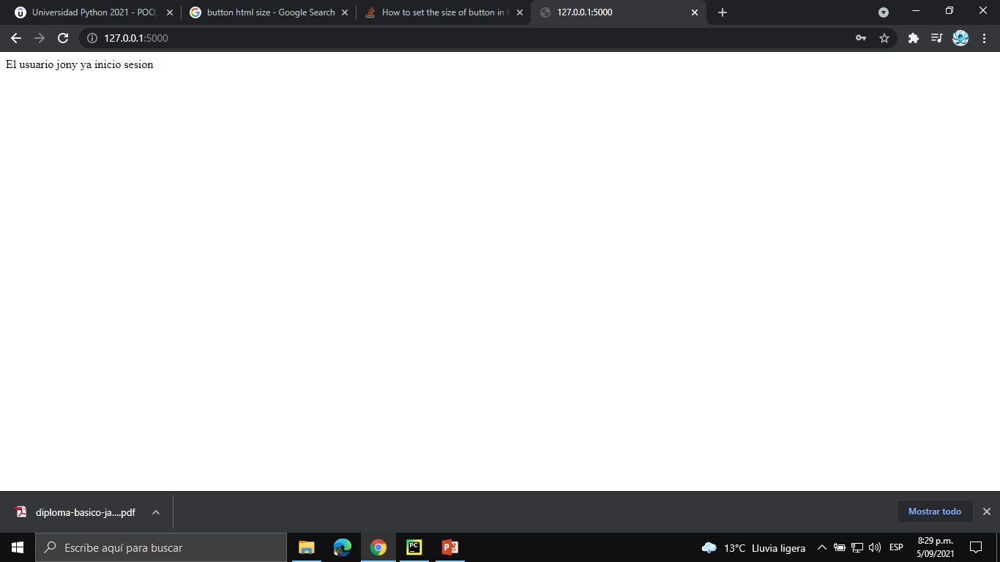 Universidad Python 2021 - POO,
button html size - Google Search
How to set the size of button in H
127.0.0.1:5000
127.0.0.1:5000
El usuario jony ya inicio sesion
diploma-basico-ja....pdf
Mostrar todo
Escribe aquí para buscar
PC
P
13°C Lluvia ligera
ESP
8:29 p.m.
5/09/2021